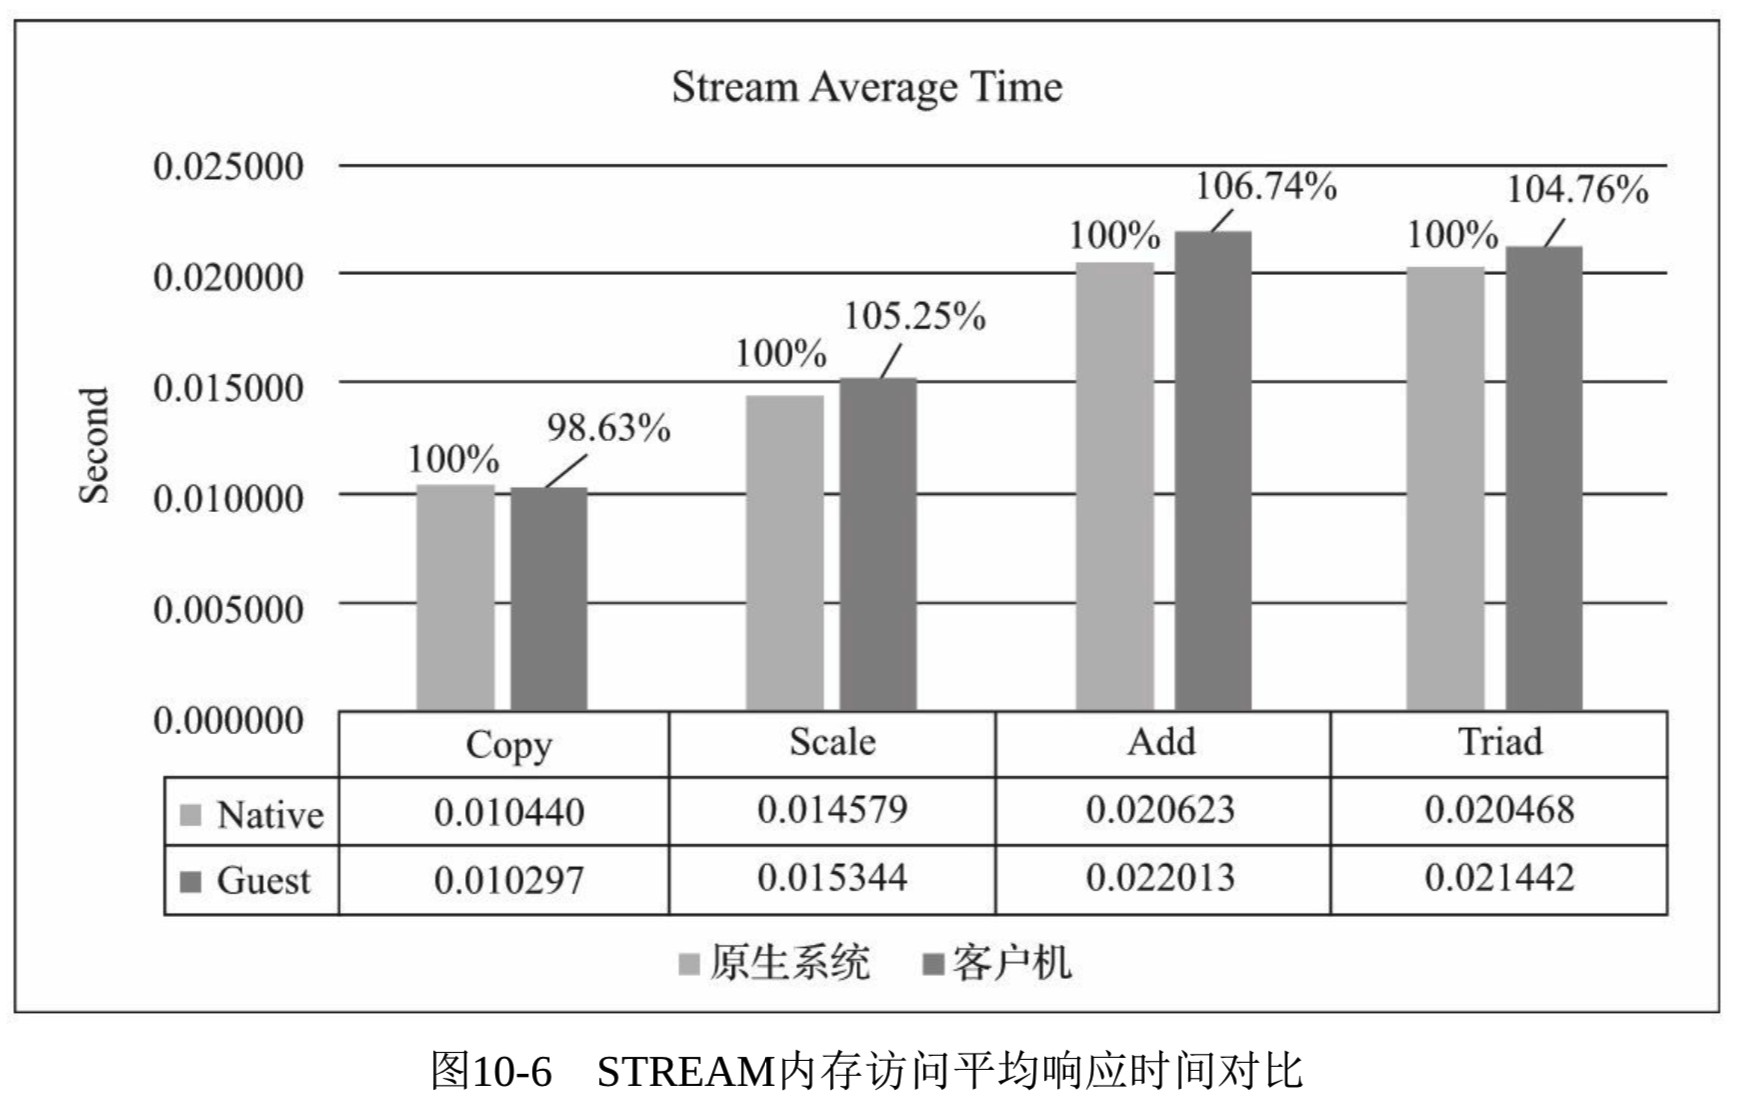 Stream Average Time
0.025000
0.020000
0.015000
0.010000
0.005000
0.000000
Second
100% 98.63%
100% 105.25%
100% 106.74%
100% 104.76%
Copy Scale Add Triad
Native 0.010440 0.014579 0.020623 0.020468
Guest 0.010297 0.015344 0.022013 0.021442
原生系统 客户机
图10-6 STREAM内存访问平均响应时间对比